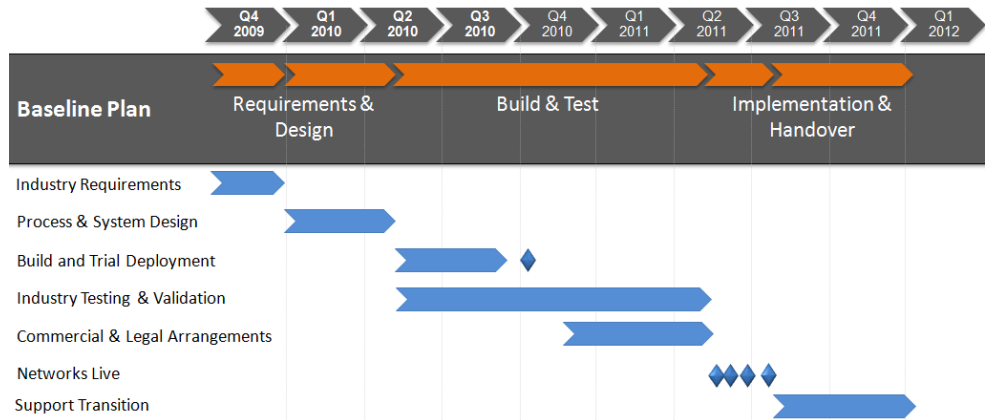 Q4 Q1 Q2 Q3 Q4 Q1 Q2 Q3 Q4 Q1
2009 2010 2010 2010 2010 2011 2011 2011 2011 2012
Baseline Plan
Requirements &
Design
Build & Test
Implementation &
Handover
Industry Requirements
Process & System Design
Build and Trial Deployment
Industry Testing & Validation
Commercial & Legal Arrangements
Networks Live
Support Transition